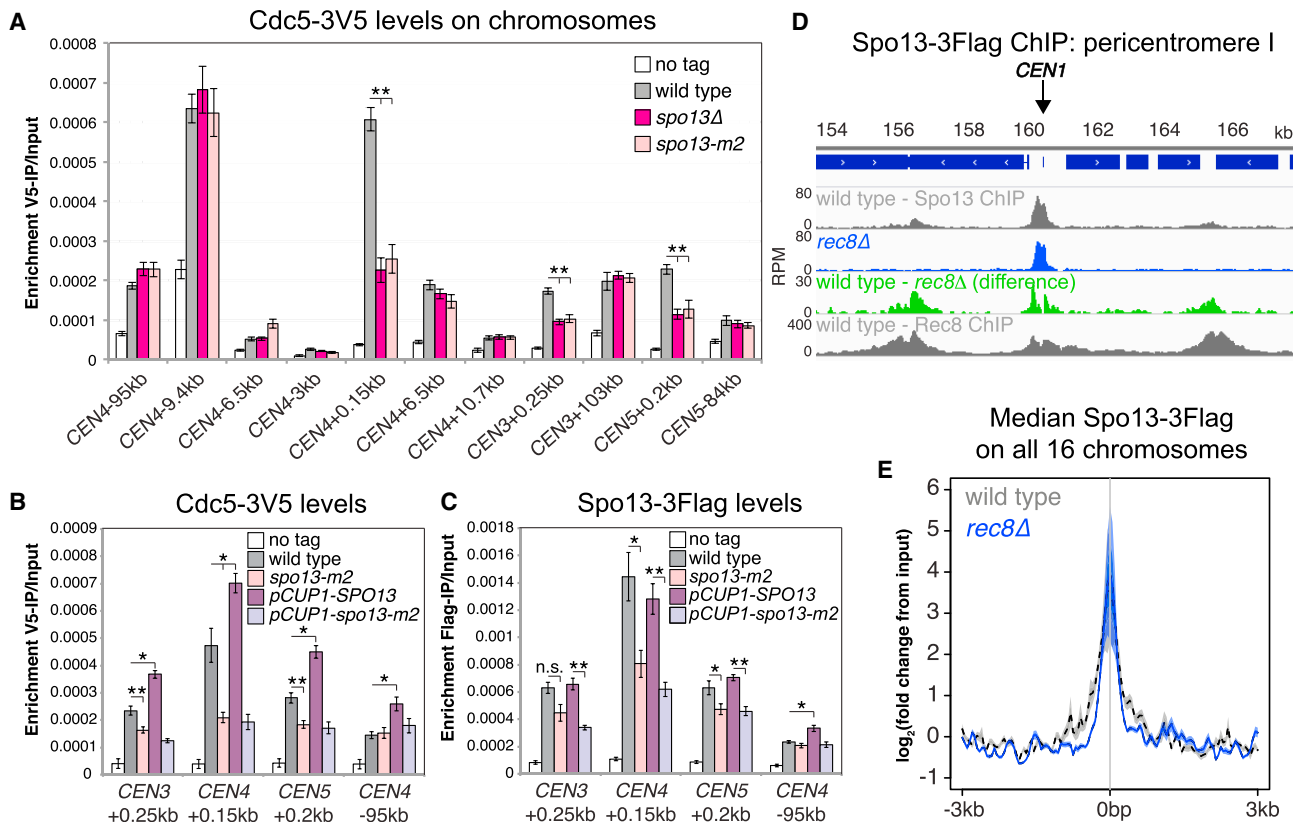 A
Cdc5-3V5 levels on chromosomes
Enrichment V5-IP/Input
0.0008
0.0007
0.0006
0.0005
0.0004
0.0003
0.0002
0.0001
0
no tag
wild type
spo13Δ
spo13-m2
**
**
**
CEN4-95kb
CEN4-9.4kb
CEN4-6.5kb
CEN4-3kb
CEN4+0.15kb
CEN4+6.5kb
CEN4+10.7kb
CEN3+0.25kb
CEN3+103kb
CEN5+0.2kb
CEN5-84kb
B
Cdc5-3V5 levels
Enrichment V5-IP/Input
0.0009
0.0008
0.0007
0.0006
0.0005
0.0004
0.0003
0.0002
0.0001
0
no tag
wild type
spo13-m2
pCUP1-SPO13
pCUP1-spo13-m2
*
**
*
*
**
*
CEN3 CEN4 CEN5 CEN4
+0.25kb +0.15kb +0.2kb -95kb
C
Spo13-3Flag levels
Enrichment Flag-IP/Input
0.0018
0.0016
0.0014
0.0012
0.001
0.0008
0.0006
0.0004
0.0002
0
no tag
wild type
spo13-m2
pCUP1-SPO13
pCUP1-spo13-m2
n.s. **
*
**
* **
*
CEN3 CEN4 CEN5 CEN4
+0.25kb +0.15kb +0.2kb -95kb
D
Spo13-3Flag ChIP: pericentromere I
CEN1
154 156 158 160 162 164 166 kb
RPM
80
wild type - Spo13 ChIP
0
80
rec8Δ
0
30
wild type - rec8Δ (difference)
0
400
wild type - Rec8 ChIP
0
E
Median Spo13-3Flag
on all 16 chromosomes
log2(fold change from input)
6
5
4
3
2
1
0
-1
wild type
rec8Δ
-3kb 00bp 3kb